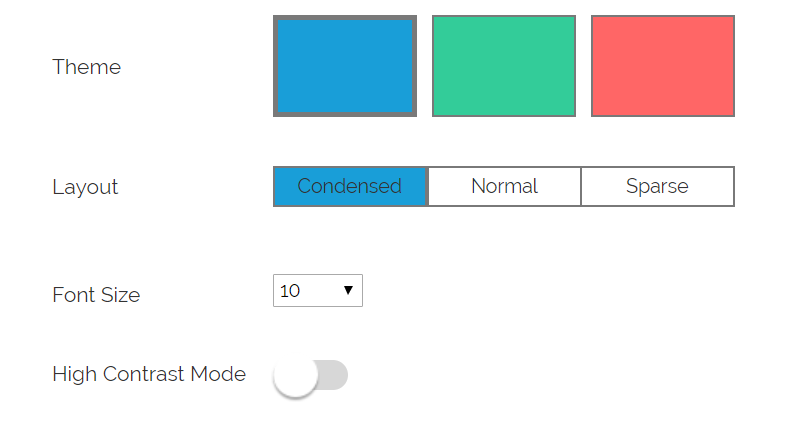 Theme
Layout
Condensed
Normal
Sparse
Font Size
10
High Contrast Mode